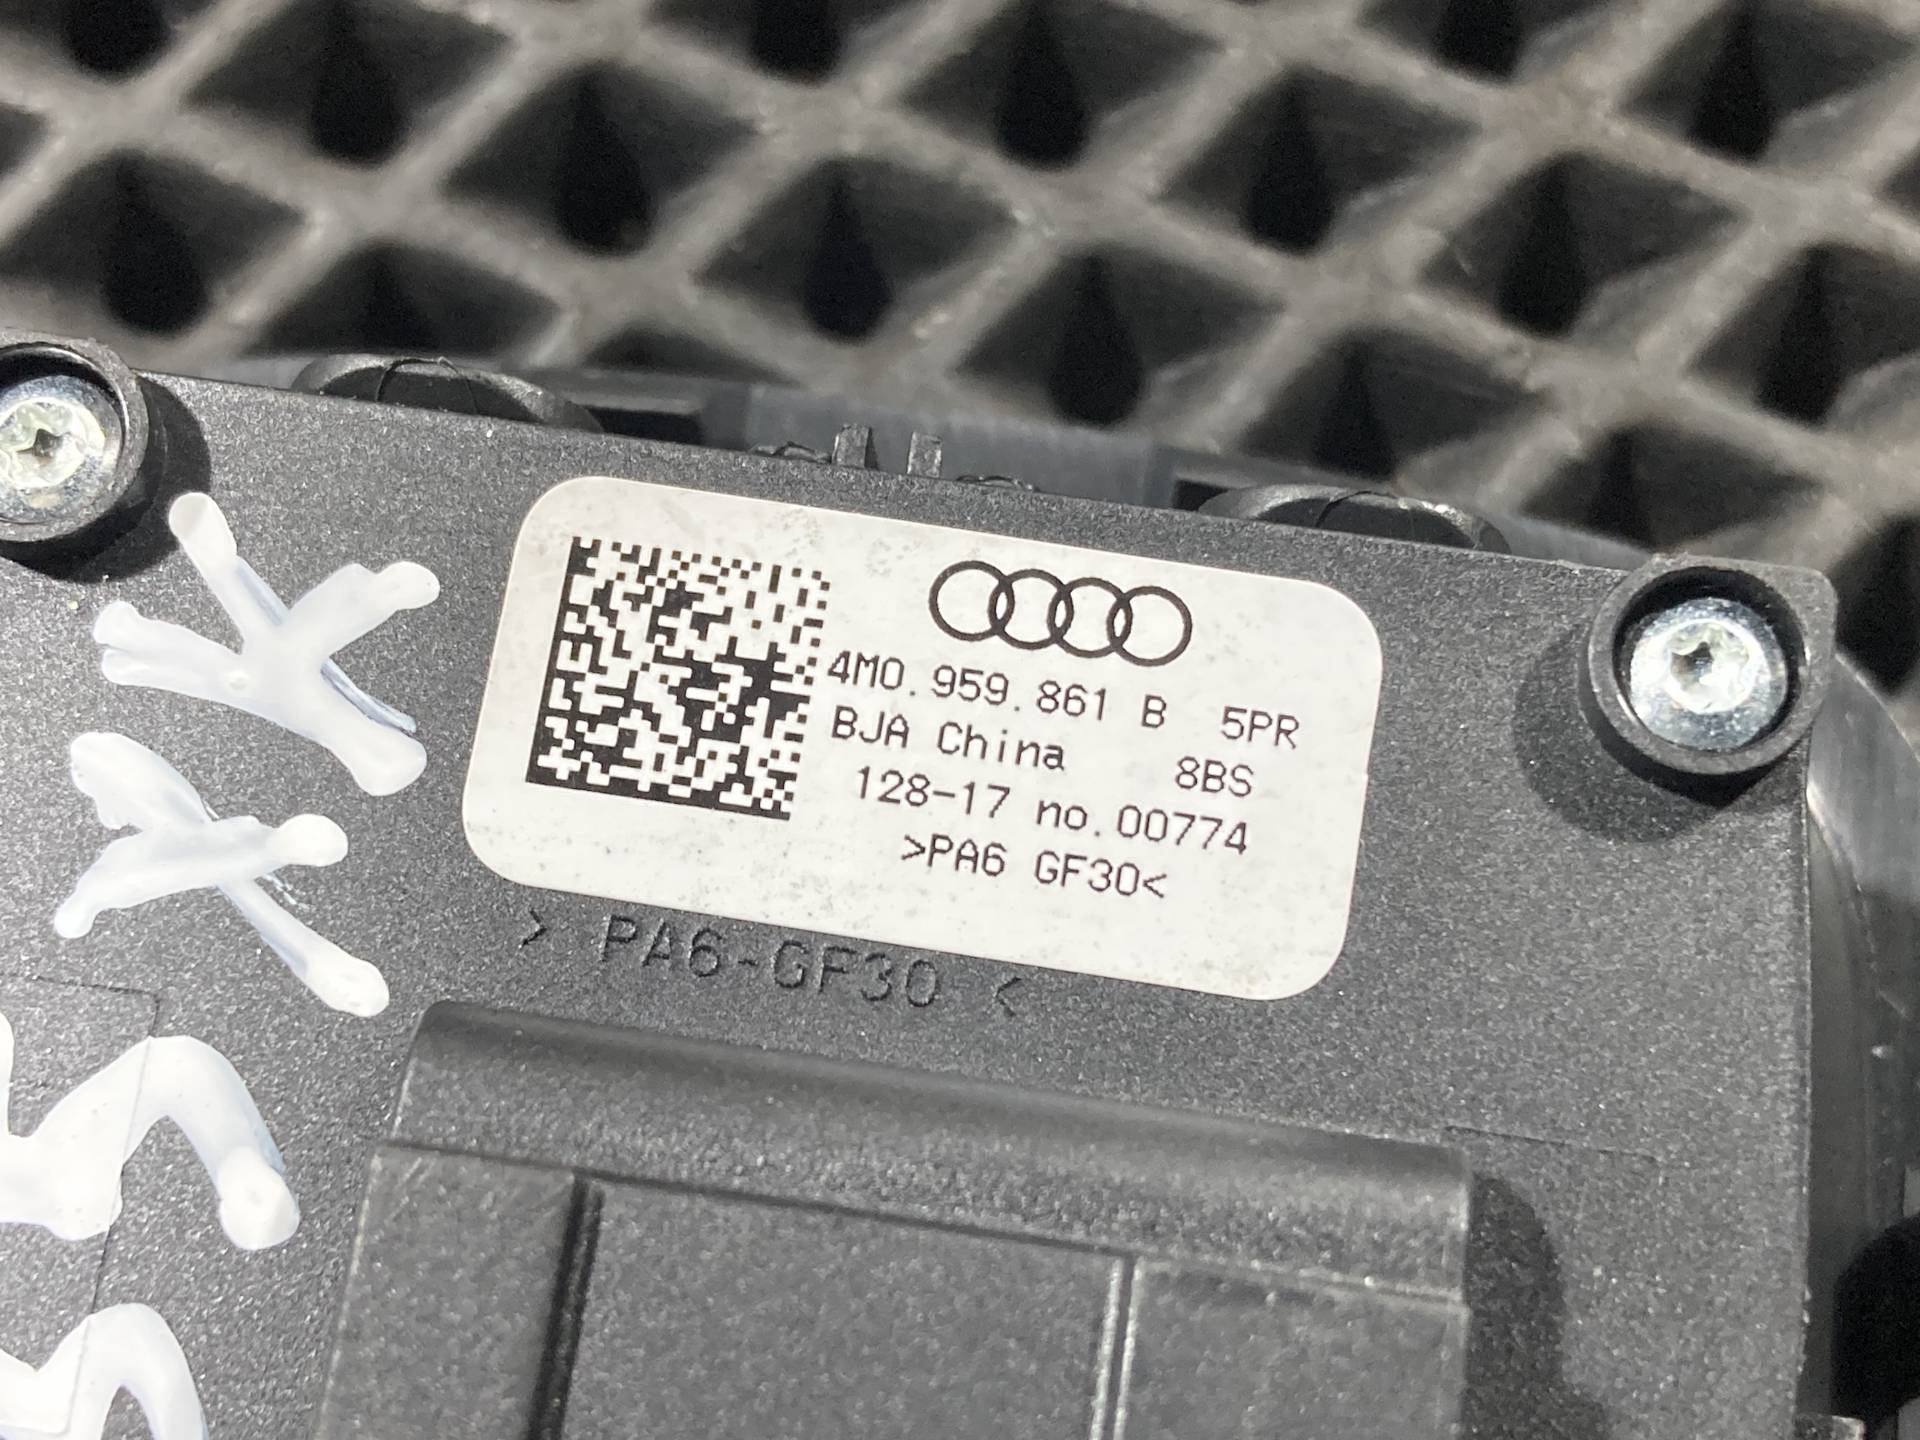 4M0.959.861 B 5PR
BJA China 8BS
128-17 no.00774
>PA6 GF30<
> PA6-GF30 <